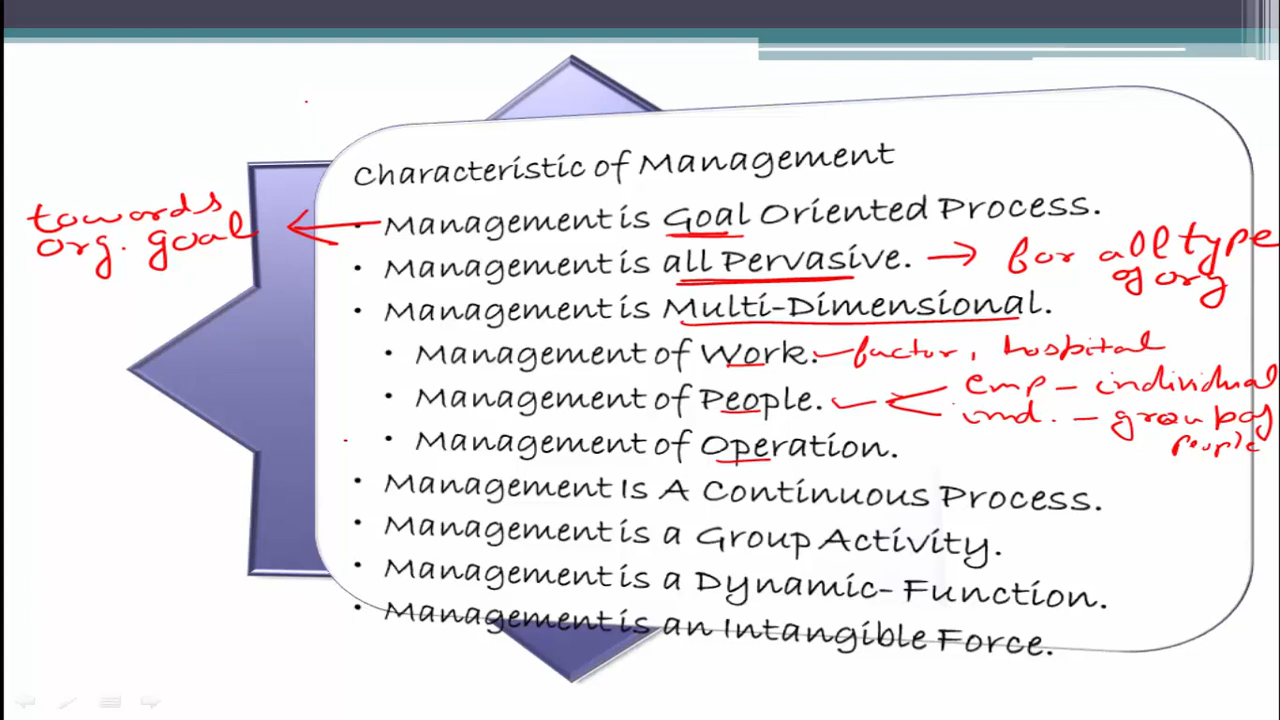 Characteristic of Management
towards
org. goal
• Management is Goal Oriented Process.
• Management is all Pervasive. → for all type
of org
• Management is Multi-Dimensional.
• Management of Work. factor, hospital
• Management of People. emp - individual
ind. - group of
people
• Management of Operation.
• Management Is A Continuous Process.
• Management is a Group Activity.
• Management is a Dynamic- Function.
• Management is an Intangible Force.